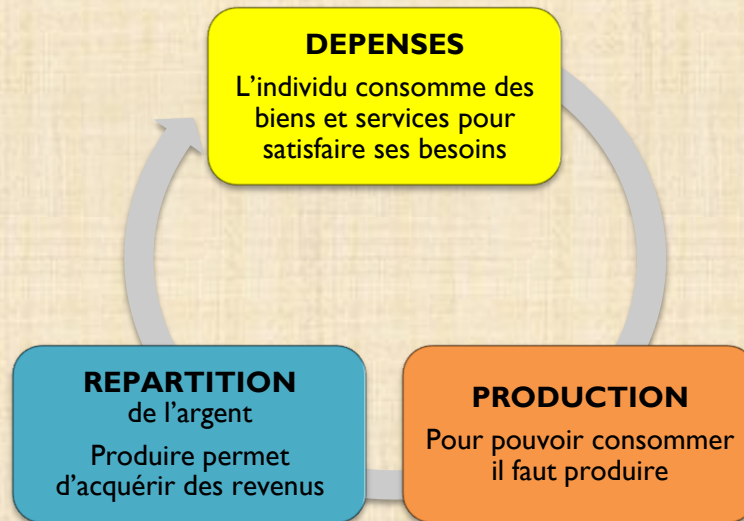 DEPENSES
L’individu consomme des
biens et services pour
satisfaire ses besoins
REPARTITION
de l’argent
Produire permet
d’acquérir des revenus
PRODUCTION
Pour pouvoir consommer
il faut produire